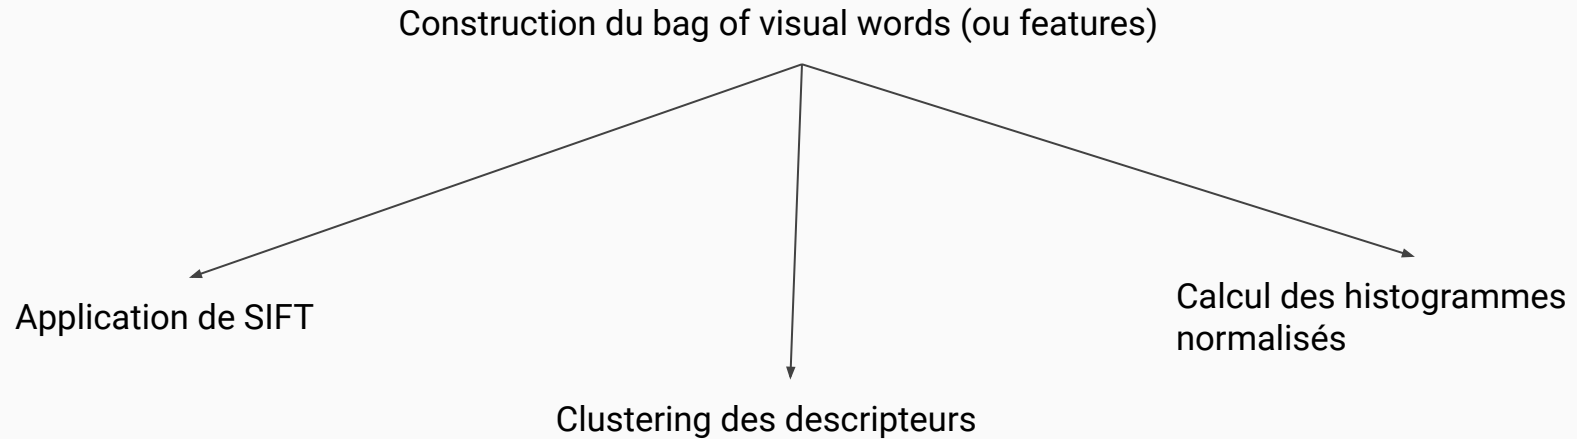 Construction du bag of visual words (ou features)
Application de SIFT
Clustering des descripteurs
Calcul des histogrammes
normalisés